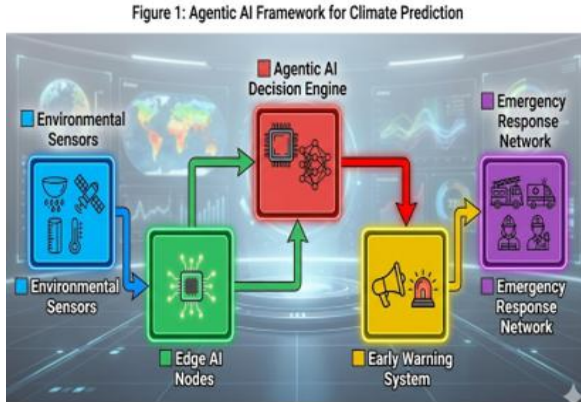 Figure 1: Agentic AI Framework for Climate Prediction
Agentic AI
Decision Engine
Environmental
Sensors
Emergency
Response
Network
Environmental
Sensors
Edge AI
Nodes
Early Warning
System
Emergency
Response
Network